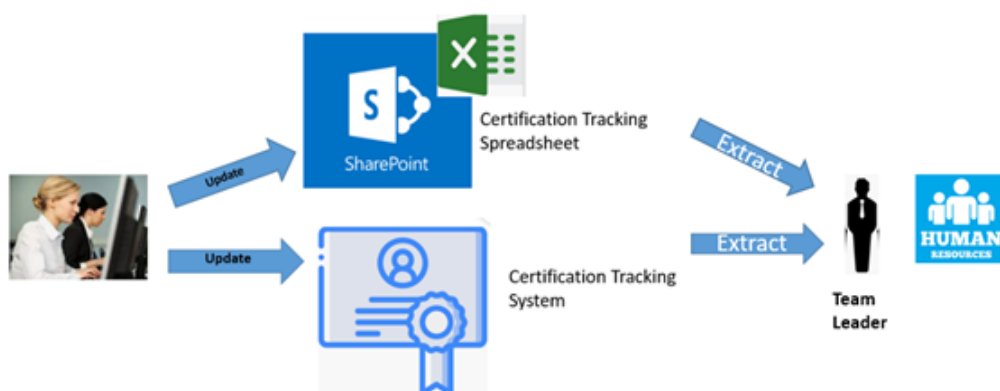 S
X
SharePoint
Certification Tracking
Spreadsheet
Update
Extract
Update
Certification Tracking
System
Extract
HUMAN
RESOURCES
Team
Leader